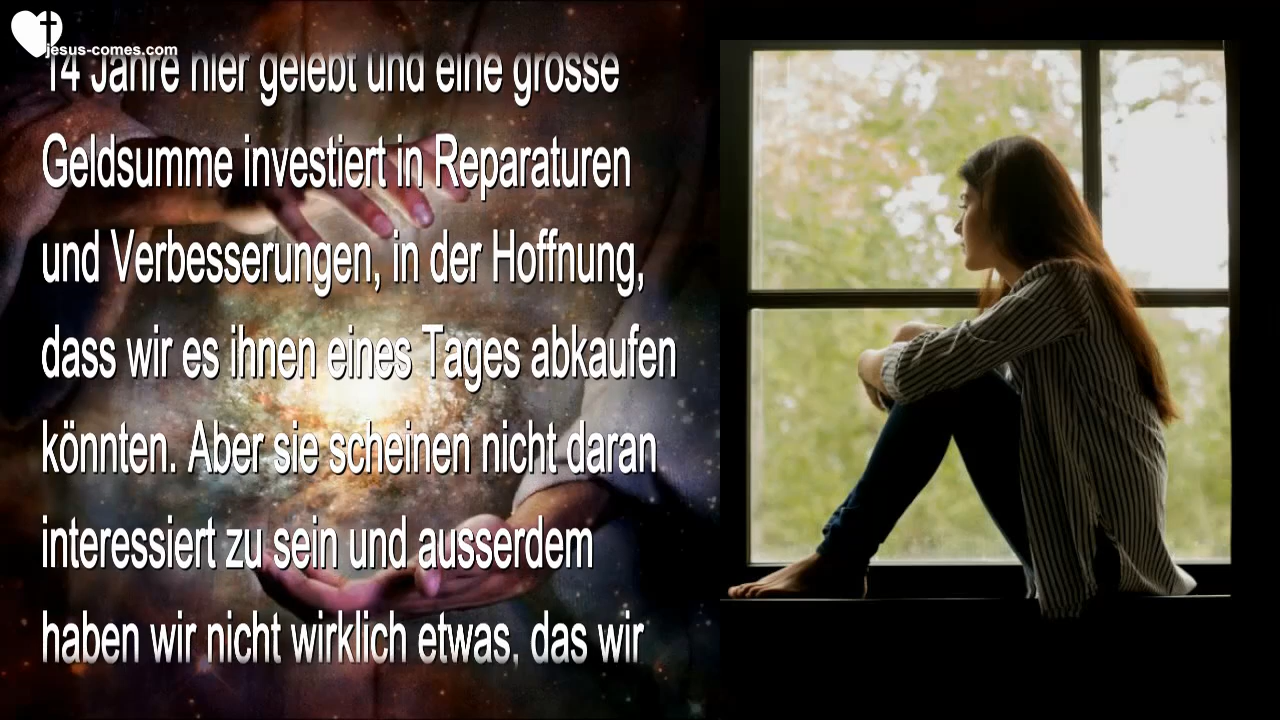 jesus-comes.com
14 Jahre hier gelebt und eine grosse
Geldsumme investiert in Reparaturen
und Verbesserungen, in der Hoffnung,
dass wir es ihnen eines Tages abkaufen
könnten. Aber sie scheinen nicht daran
interessiert zu sein und ausserdem
haben wir nicht wirklich etwas, das wir